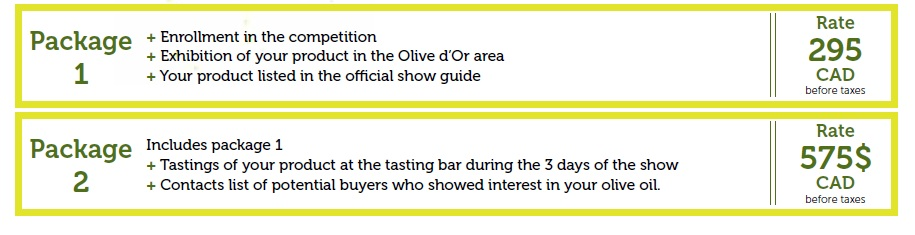 Package
1
+ Enrollment in the competition
+ Exhibition of your product in the Olive d'Or area
+ Your product listed in the official show guide
Rate
295
CAD
before taxes
Package
2
Includes package 1
+ Tastings of your product at the tasting bar during the 3 days of the show
+ Contacts list of potential buyers who showed interest in your olive oil.
Rate
575$
CAD
before taxes